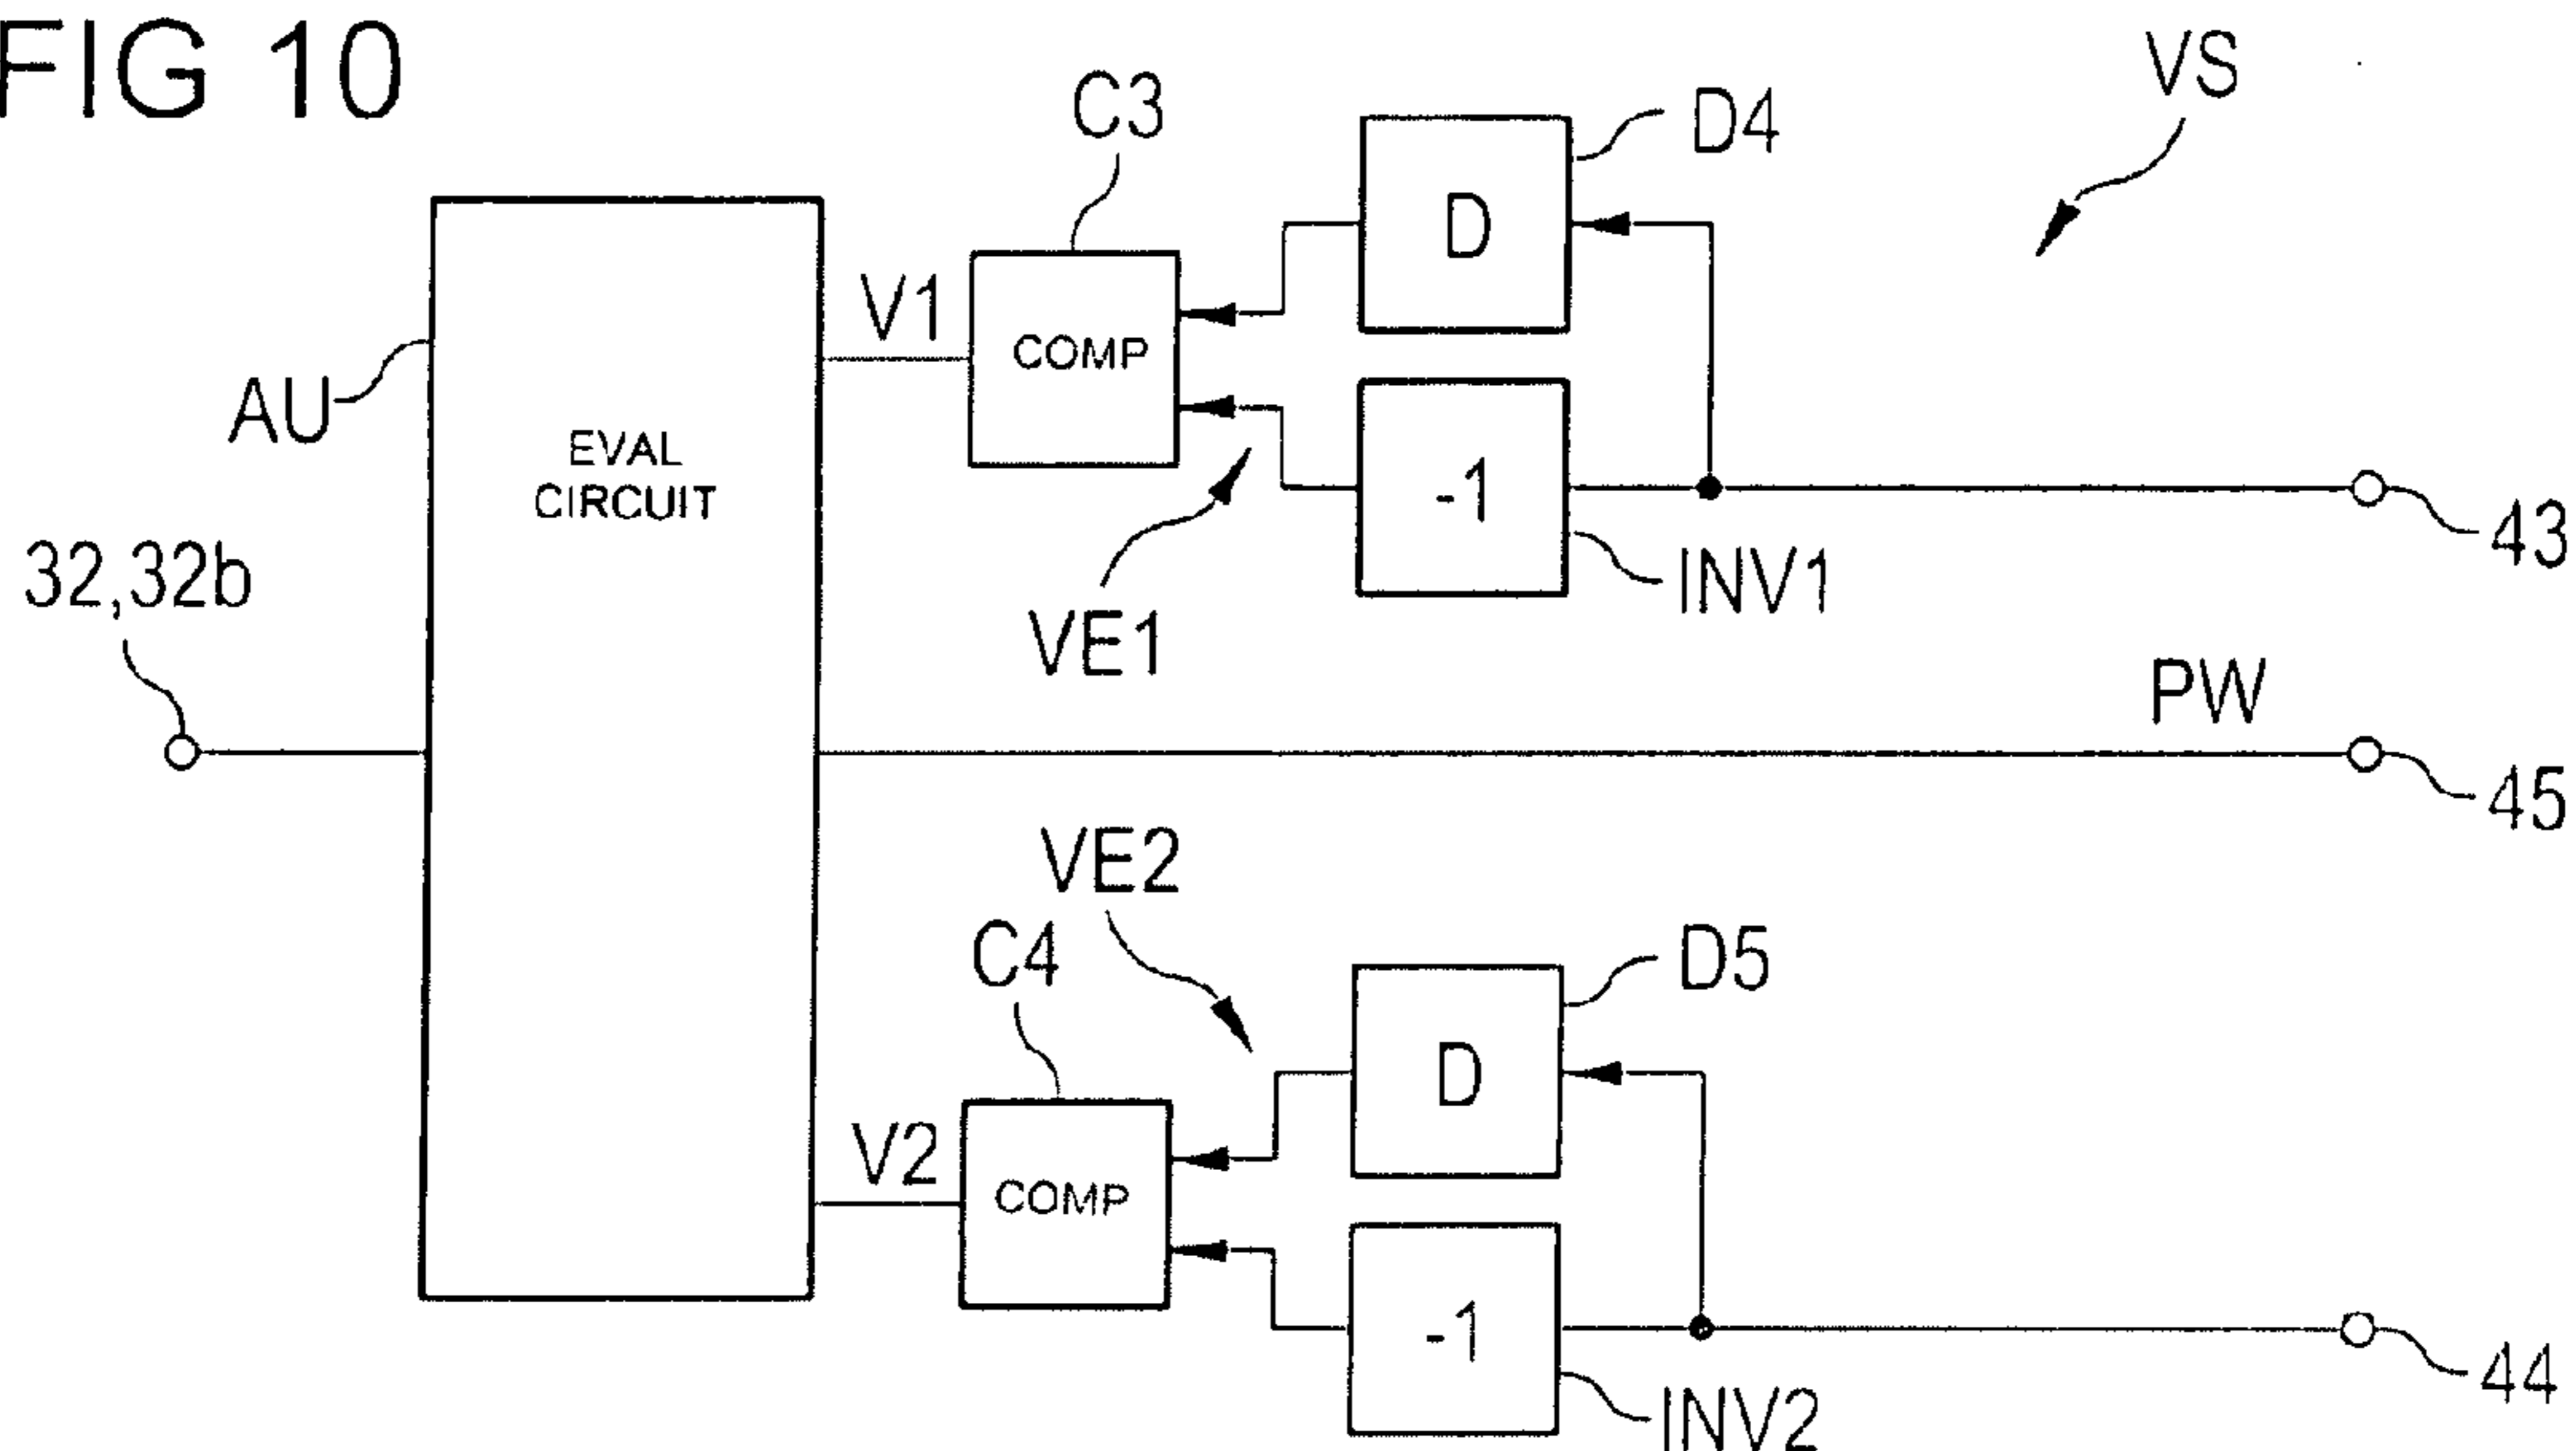 FIG 10
VS
C3
D4
D
V1
COMP
AU
EVAL
CIRCUIT
-1
43
32,32b
INV1
VE1
PW
45
VE2
C4
D5
D
V2
COMP
-1
44
INV2